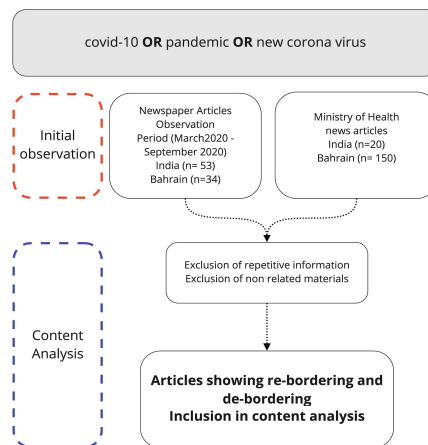 covid-10 OR pandemic OR new corona virus
Initial
observation
Newspaper Articles
Observation
Period (March2020 -
September 2020)
India (n= 53)
Bahrain (n=34)
Ministry of Health
news articles
India (n=20)
Bahrain (n= 150)
Exclusion of repetitive information
Exclusion of non related materials
Content
Analysis
Articles showing re-bordering and
de-bordering
Inclusion in content analysis